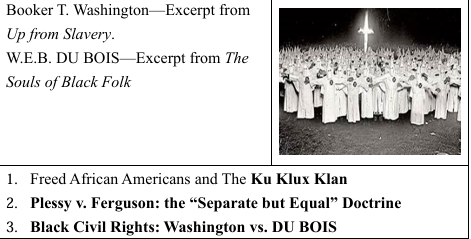 Booker T. Washington—Excerpt from
Up from Slavery.
W.E.B. DU BOIS—Excerpt from The
Souls of Black Folk
1. Freed African Americans and The Ku Klux Klan
2. Plessy v. Ferguson: the “Separate but Equal” Doctrine
3. Black Civil Rights: Washington vs. DU BOIS